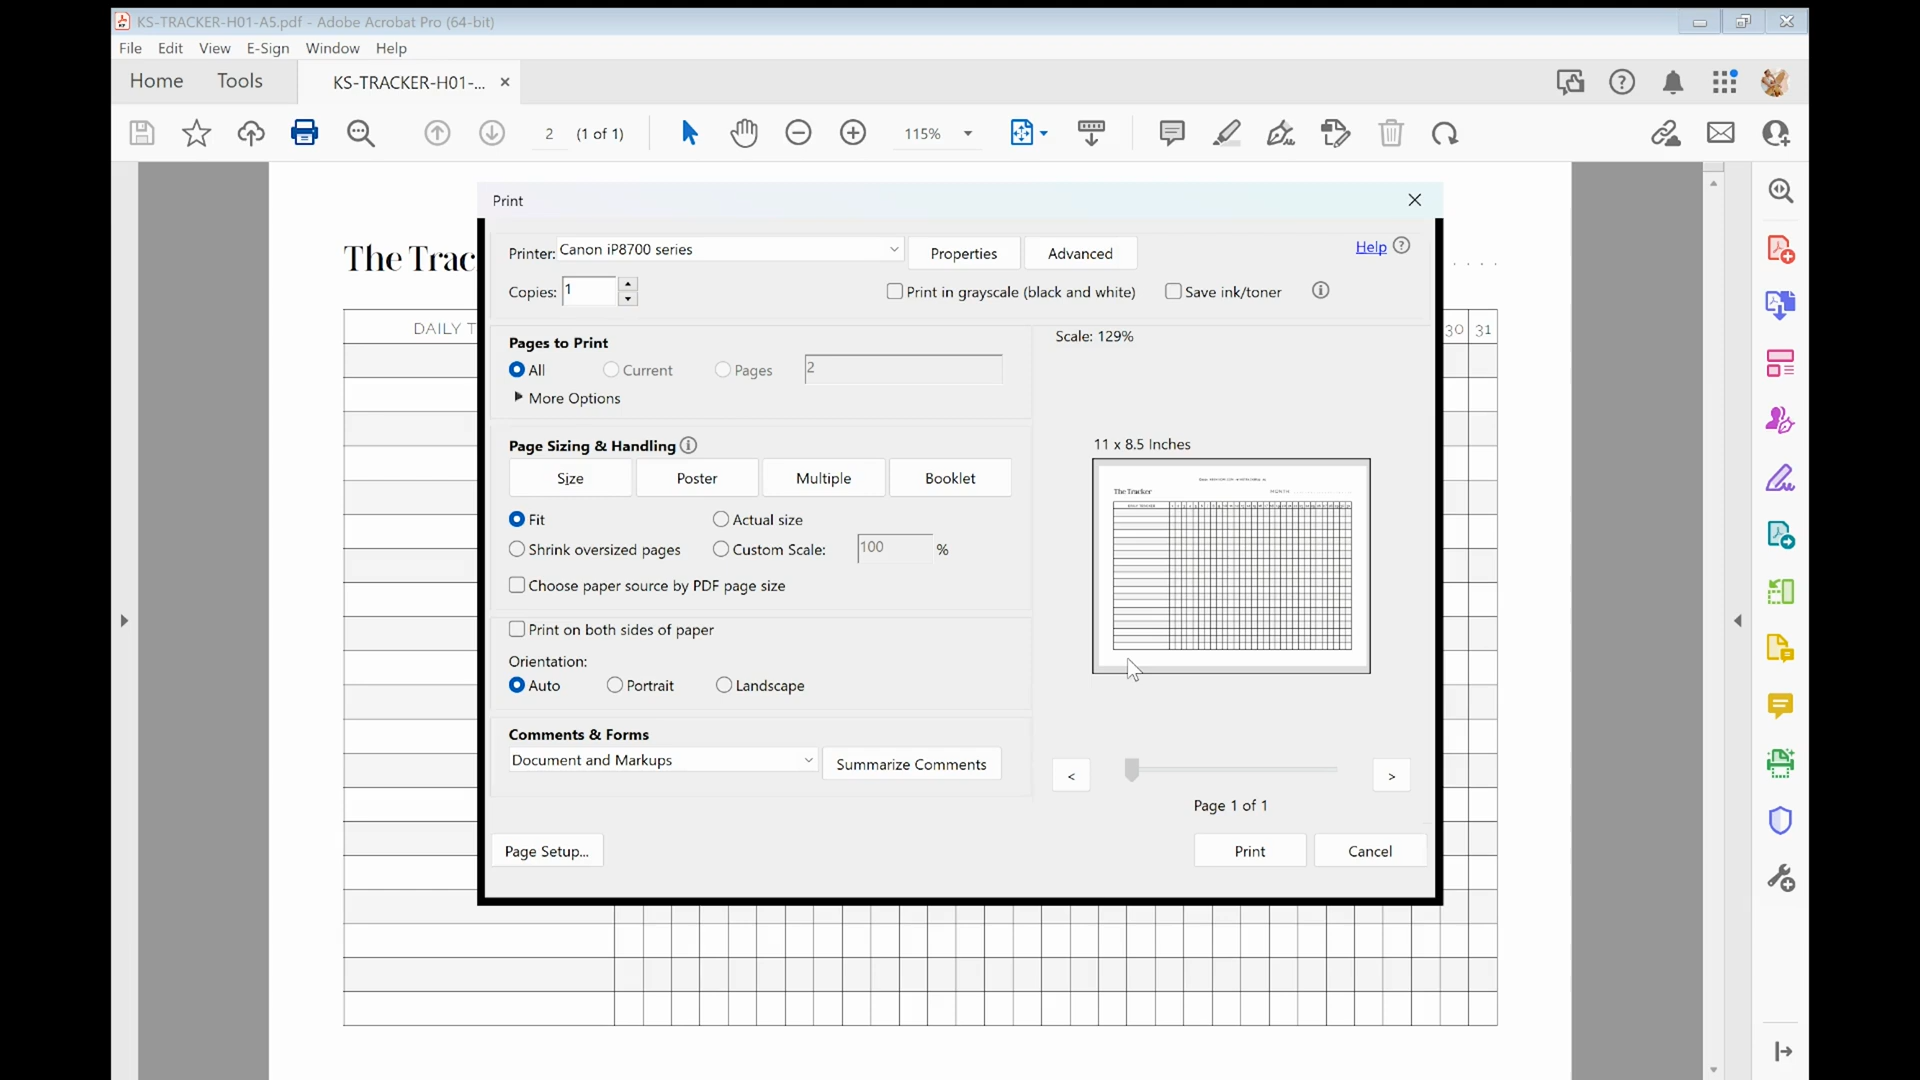 KS-TRACKER-H01-A5.pdf - Adobe Acrobat Pro (64-bit)
File Edit View E-Sign Window Help
Home Tools KS-TRACKER-H01-...
2 (1 of 1) 115%
Print
The Trac
Printer: Canon iP8700 series Properties Advanced Help
Copies: 1 Print in grayscale (black and white) Save ink/toner
DAILY T 30 31
Pages to Print Scale: 129%
All Current Pages 2
More Options
Page Sizing & Handling 11 x 8.5 Inches
Size Poster Multiple Booklet
The Tracker MONTH
DAILY TRACKER
Fit Actual size
Shrink oversized pages Custom Scale: 100 %
Choose paper source by PDF page size
Print on both sides of paper
Orientation:
Auto Portrait Landscape
Comments & Forms
Document and Markups Summarize Comments
< >
Page 1 of 1
Page Setup... Print Cancel